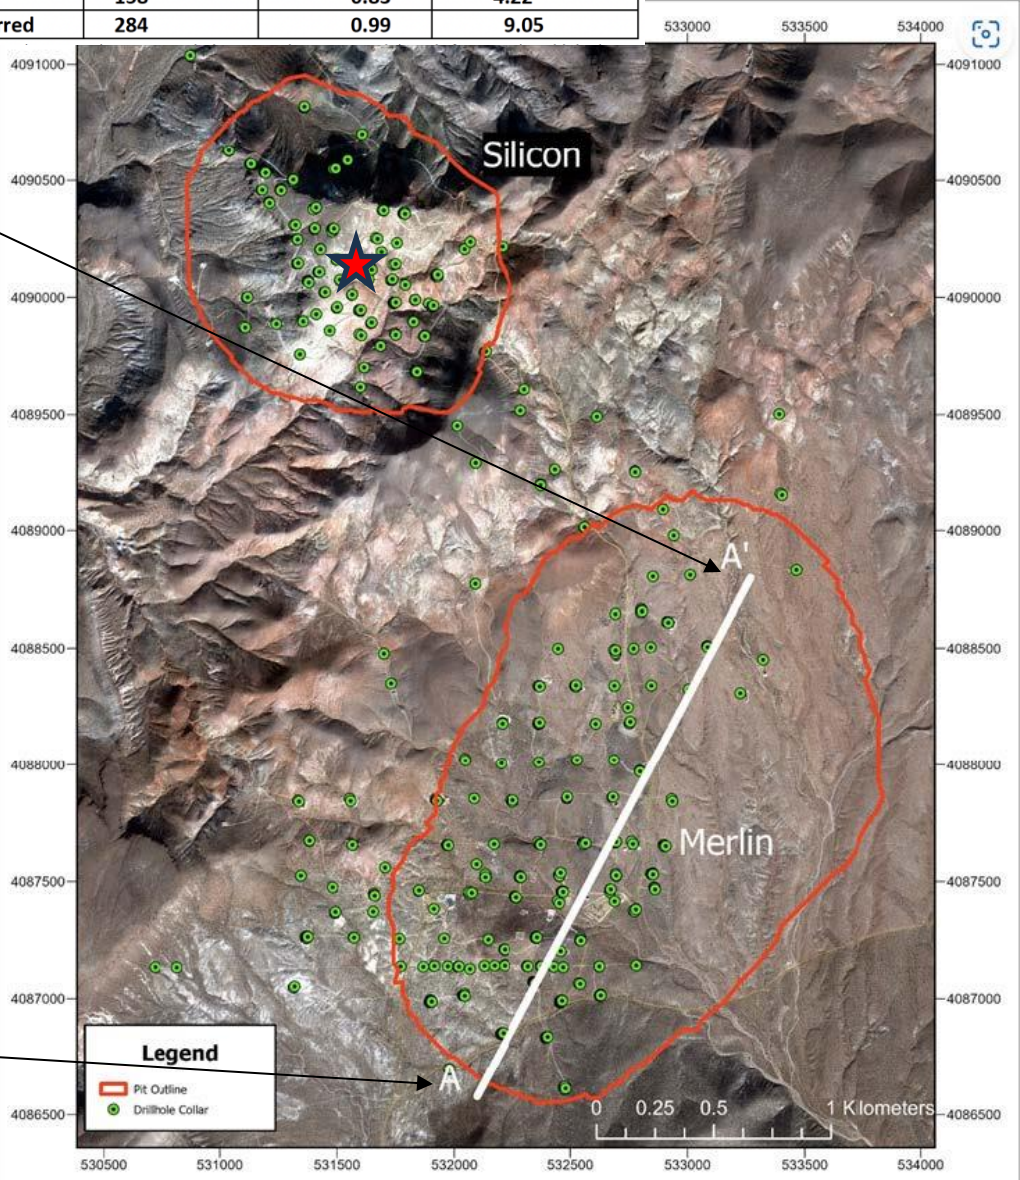 284 0.99 9.05
533000 533500 534000
4091000 4091000
Silicon
4090500 4090500
4090000 4090000
4089500 4089500
4089000 4089000
A'
4088500 4088500
4088000 4088000
Merlin
4087500 4087500
4087000 4087000
Legend
Pit Outline
Drillhole Collar
A
0 0.25 0.5 1 Kilometers
4086500 4086500
530500 531000 531500 532000 532500 533000 533500 534000